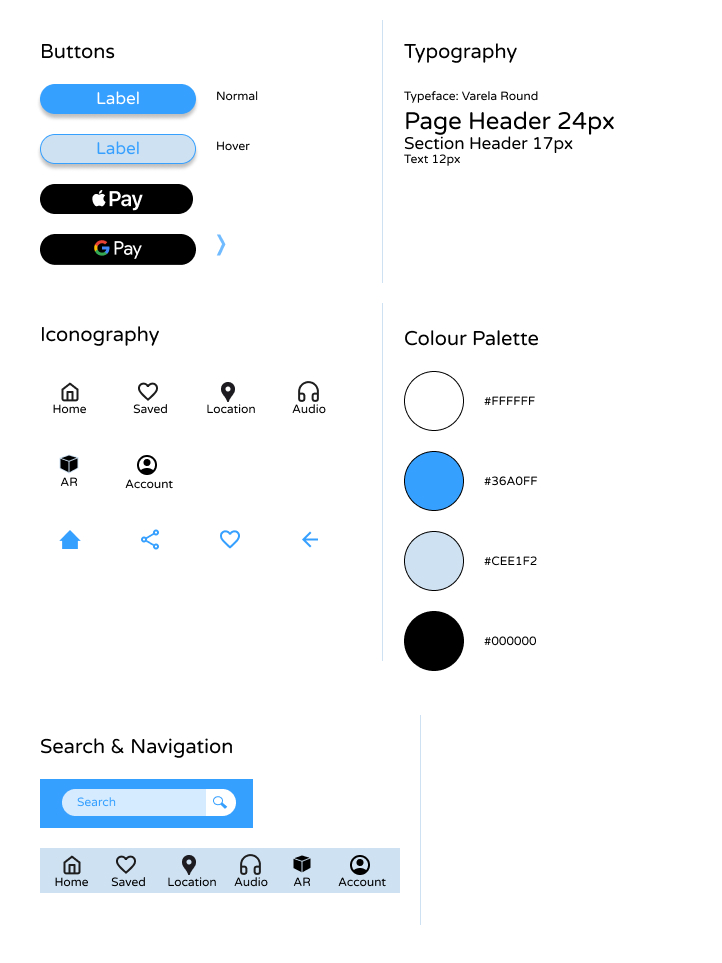 Buttons
Label
Normal
Label
Hover
Pay
G Pay
Typography
Typeface: Varela Round
Page Header 24px
Section Header 17px
Text 12px
Iconography
Home Saved Location Audio
AR Account
Colour Palette
#FFFFFF
#36A0FF
#CEE1F2
#000000
Search & Navigation
Search
Home Saved Location Audio AR Account